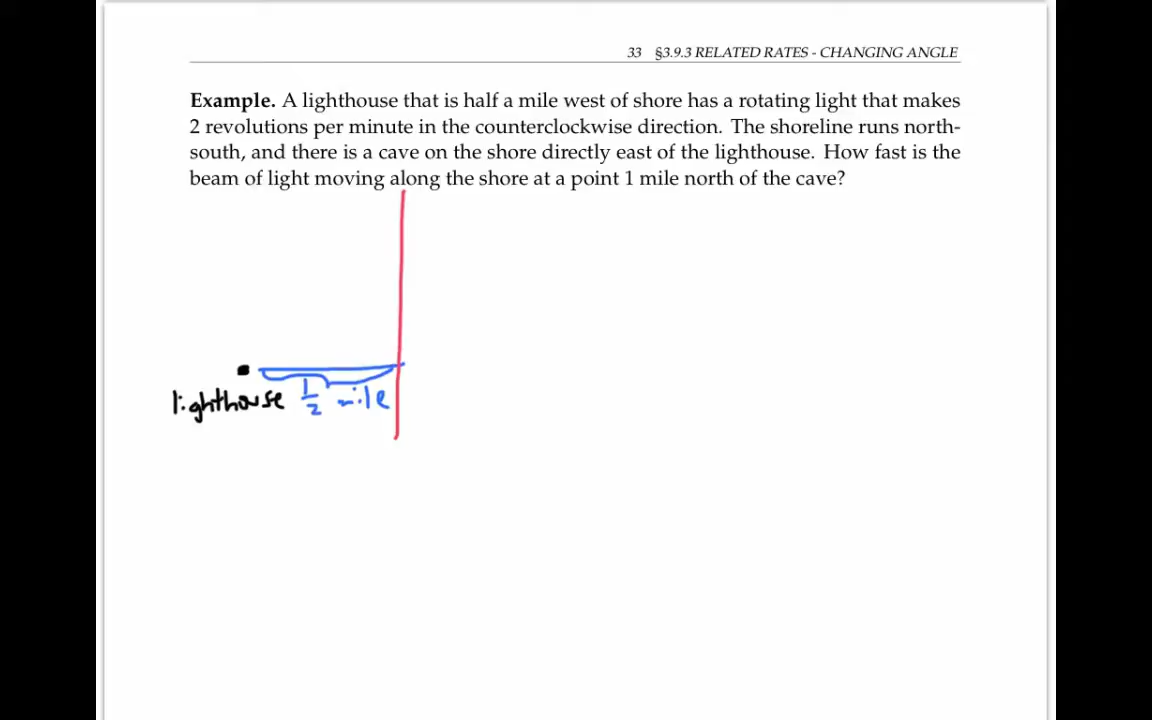 33 §3.9.3 RELATED RATES - CHANGING ANGLE
Example. A lighthouse that is half a mile west of shore has a rotating light that makes
2 revolutions per minute in the counterclockwise direction. The shoreline runs north-
south, and there is a cave on the shore directly east of the lighthouse. How fast is the
beam of light moving along the shore at a point 1 mile north of the cave?
lighthouse 1/2 mile